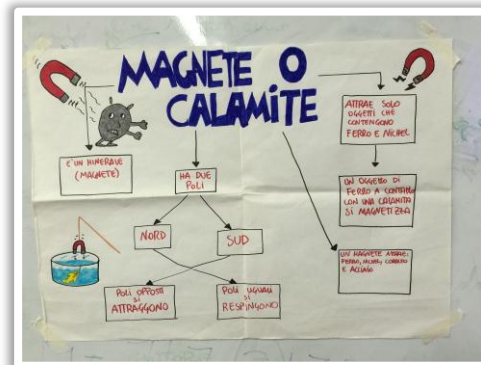 MAGNETE O
CALAMITE
ATTRAE SOLO
OGGETTI CHE
CONTENGONO
FERRO E NICHEL
E' UN MINERALE
(MAGNETE)
HA DUE
POLI
UN OGGETTO DI
FERRO A CONTATTO
CON UNA CALAMITA
SI MAGNETIZZA
NORD
SUD
UN MAGNETE ATTRAE:
FERRO, NICHEL, COBALTO
E ACCIAIO
POLI OPPOSTI
SI
ATTRAGGONO
POLI UGUALI
SI
RESPINGONO